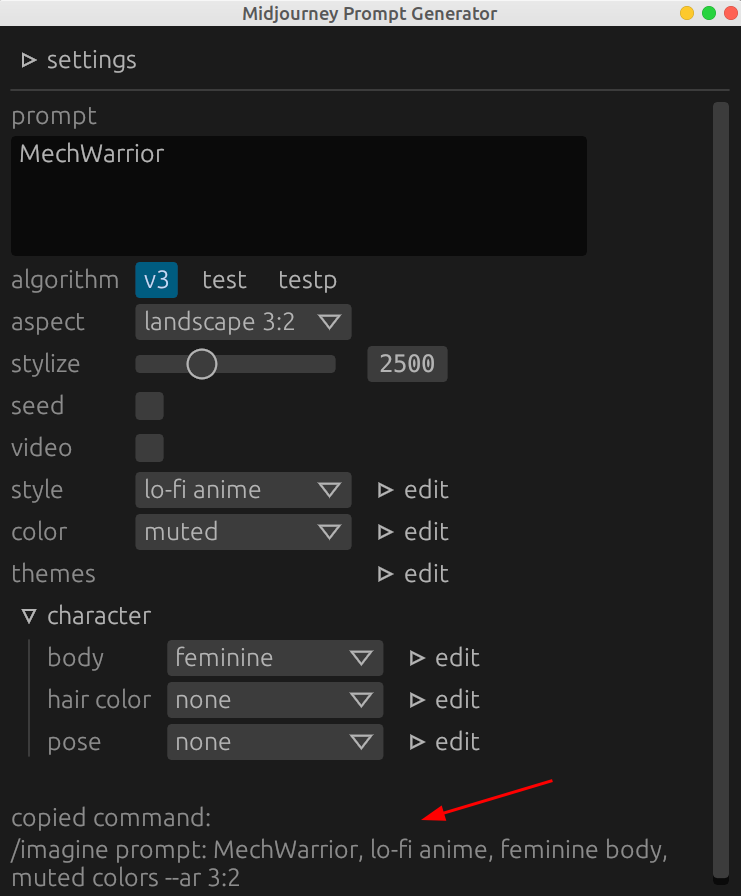 Midjourney Prompt Generator
settings
prompt
MechWarrior
algorithm v3 test testp
aspect landscape 3:2
stylize 2500
seed
video
style lo-fi anime edit
color muted edit
themes edit
character
body feminine edit
hair color none edit
pose none edit
copied command:
/imagine prompt: MechWarrior, lo-fi anime, feminine body,
muted colors --ar 3:2